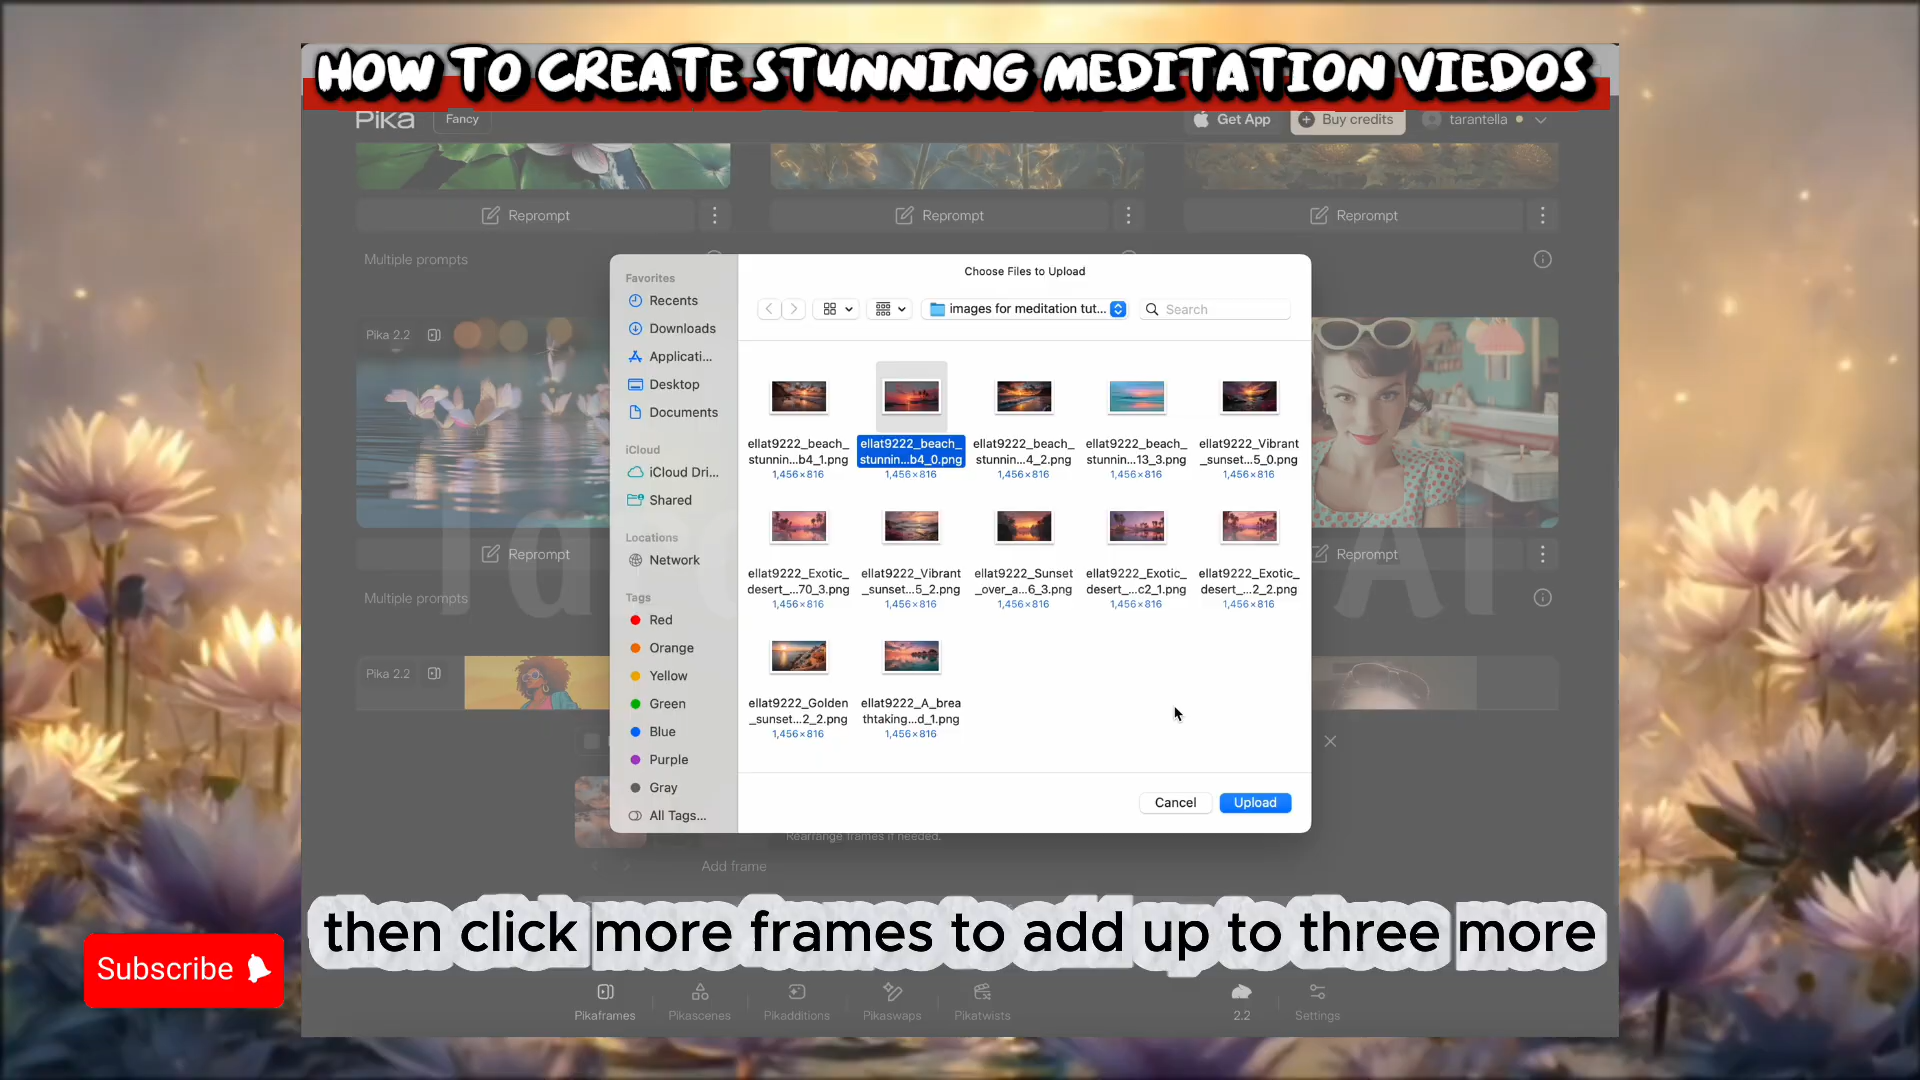 HOW TO CREATE STUNNING MEDITATION VIEDOS
Pika
Fancy
Get App
Buy credits
tarantella
Reprompt
Reprompt
Reprompt
Multiple prompts
Pika 2.2
Reprompt
Reprompt
Multiple prompts
Pika 2.2
Choose Files to Upload
Favorites
Recents
Downloads
Applicati...
Desktop
Documents
iCloud
iCloud Dri...
Shared
Locations
Network
Tags
Red
Orange
Yellow
Green
Blue
Purple
Gray
All Tags...
images for meditation tut...
Search
ellat9222_beach_
stunnin...b4_1.png
1,456×816
ellat9222_beach_
stunnin...b4_0.png
1,456×816
ellat9222_beach_
stunnin...4_2.png
1,456×816
ellat9222_beach_
stunnin...13_3.png
1,456×816
ellat9222_Vibrant
_sunset...5_0.png
1,456×816
ellat9222_Exotic_
desert_...70_3.png
1,456×816
ellat9222_Vibrant
_sunset...5_2.png
1,456×816
ellat9222_Sunset
_over_a...6_3.png
1,456×816
ellat9222_Exotic_
desert_...c2_1.png
1,456×816
ellat9222_Exotic_
desert_...2_2.png
1,456×816
ellat9222_Golden
_sunset...2_2.png
1,456×816
ellat9222_A_brea
thtaking...d_1.png
1,456×816
Cancel
Upload
Rearrange frames if needed.
Add frame
then click more frames to add up to three more
Subscribe
Pikaframes
Pikascenes
Pikadditions
Pikaswaps
Pikatwists
2.2
Settings